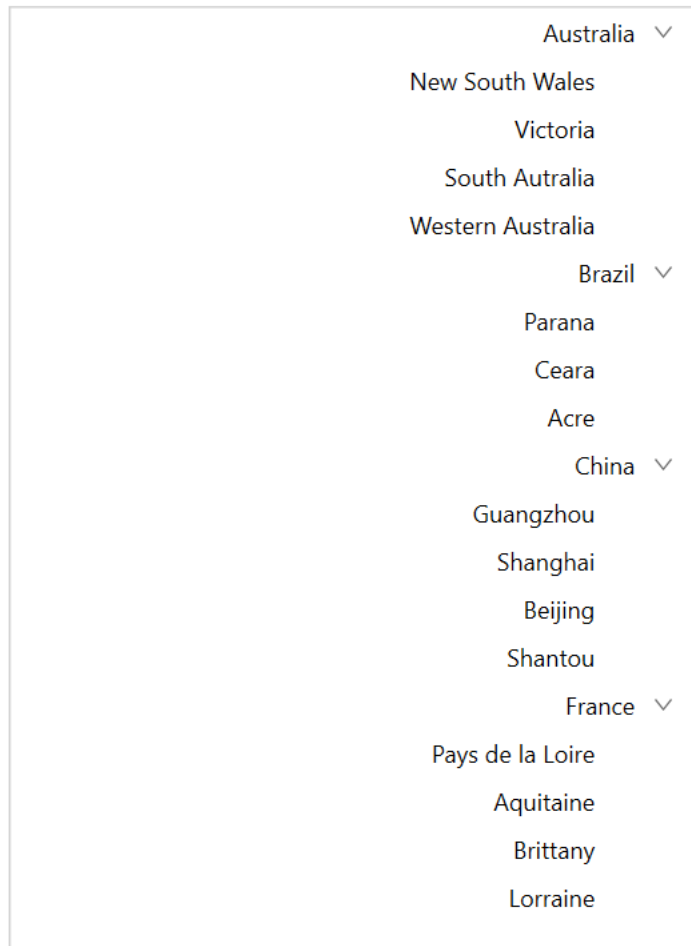 Australia
New South Wales
Victoria
South Autralia
Western Australia
Brazil
Parana
Ceara
Acre
China
Guangzhou
Shanghai
Beijing
Shantou
France
Pays de la Loire
Aquitaine
Brittany
Lorraine